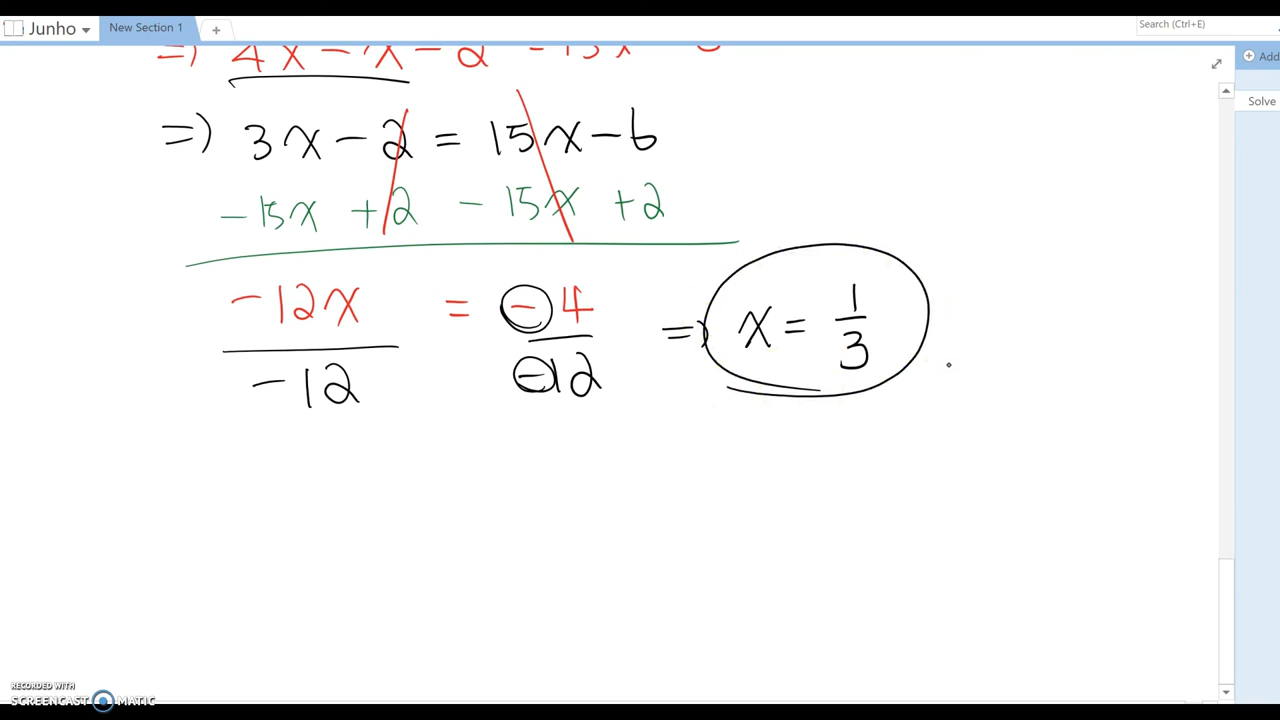 Junho
New Section 1
+
Search (Ctrl+E)
Add
Solve
=) 3x - 2 = 15x - 6
- 15x + 2 - 15x + 2
-12x = -4
-12 -12
=) x = 1/3
RECORDED WITH
SCREENCAST MATIC